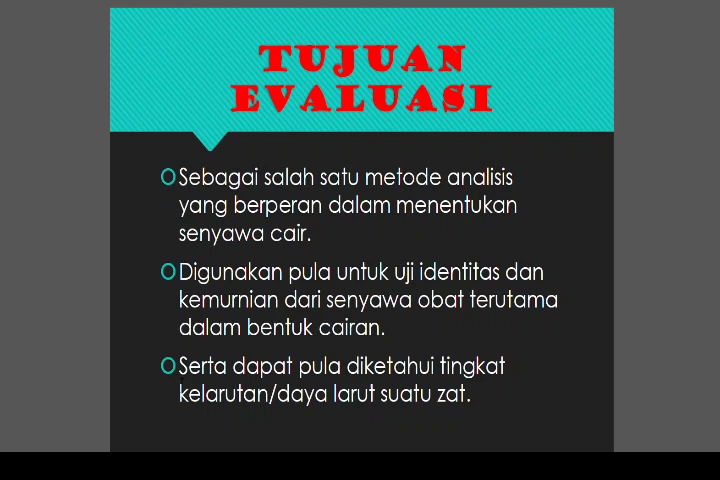 TUJUAN
EVALUASI
Sebagai salah satu metode analisis
yang berperan dalam menentukan
senyawa cair.
Digunakan pula untuk uji identitas dan
kemurnian dari senyawa obat terutama
dalam bentuk cairan.
Serta dapat pula diketahui tingkat
kelarutan/daya larut suatu zat.